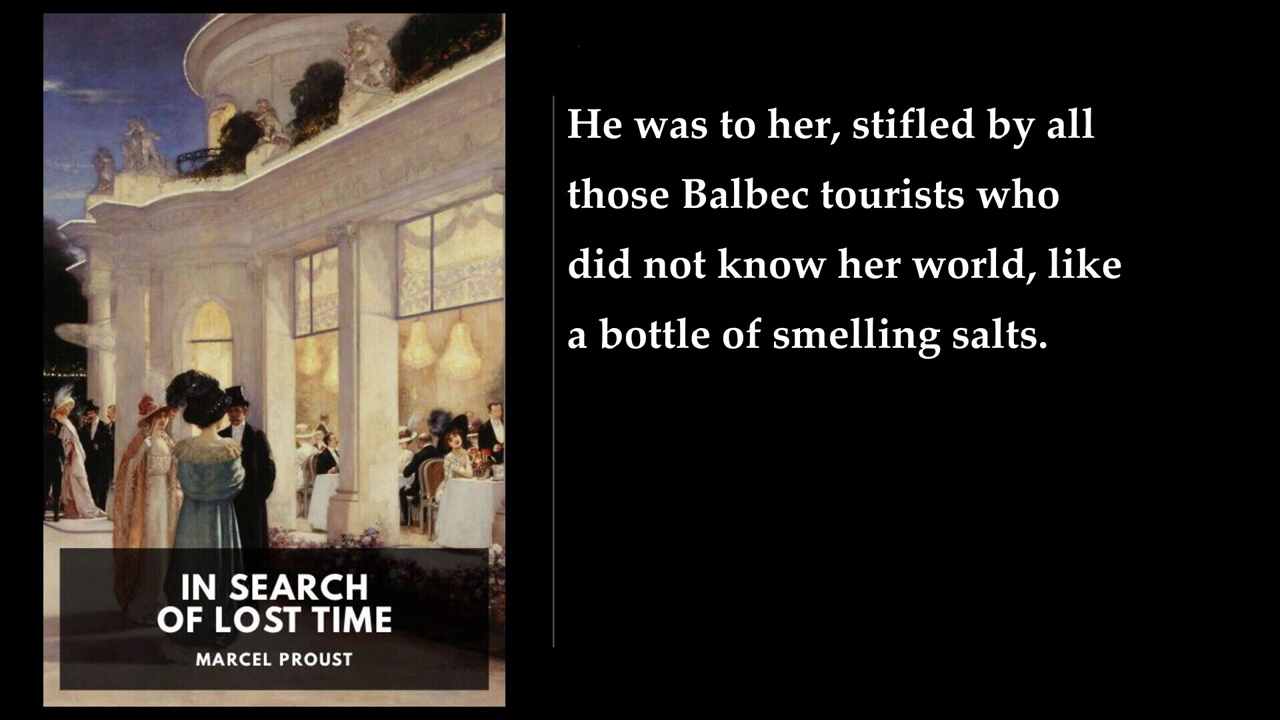 He was to her, stifled by all
those Balbec tourists who
did not know her world, like
a bottle of smelling salts.
IN SEARCH
OF LOST TIME
MARCEL PROUST